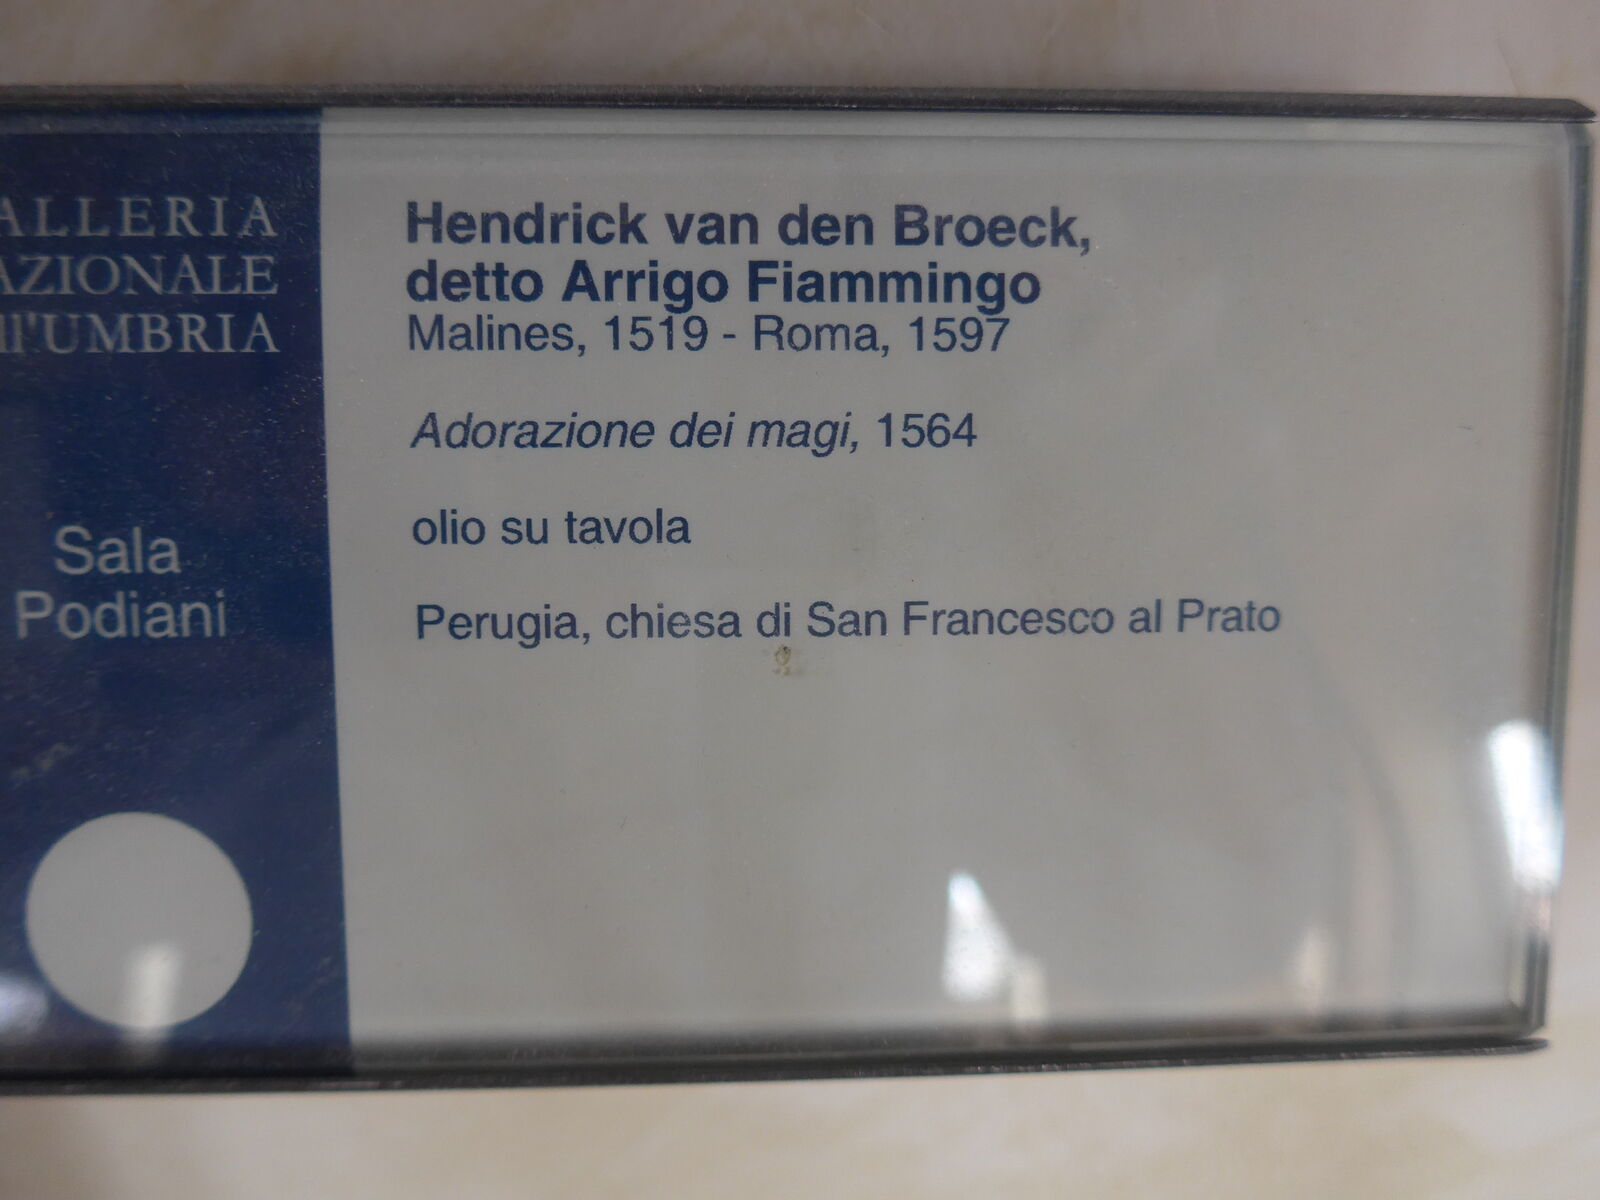 ALLERIA
AZIONALE
ll'UMBRIA
Sala
Podiani
Hendrick van den Broeck,
detto Arrigo Fiammingo
Malines, 1519 - Roma, 1597
Adorazione dei magi, 1564
olio su tavola
Perugia, chiesa di San Francesco al Prato